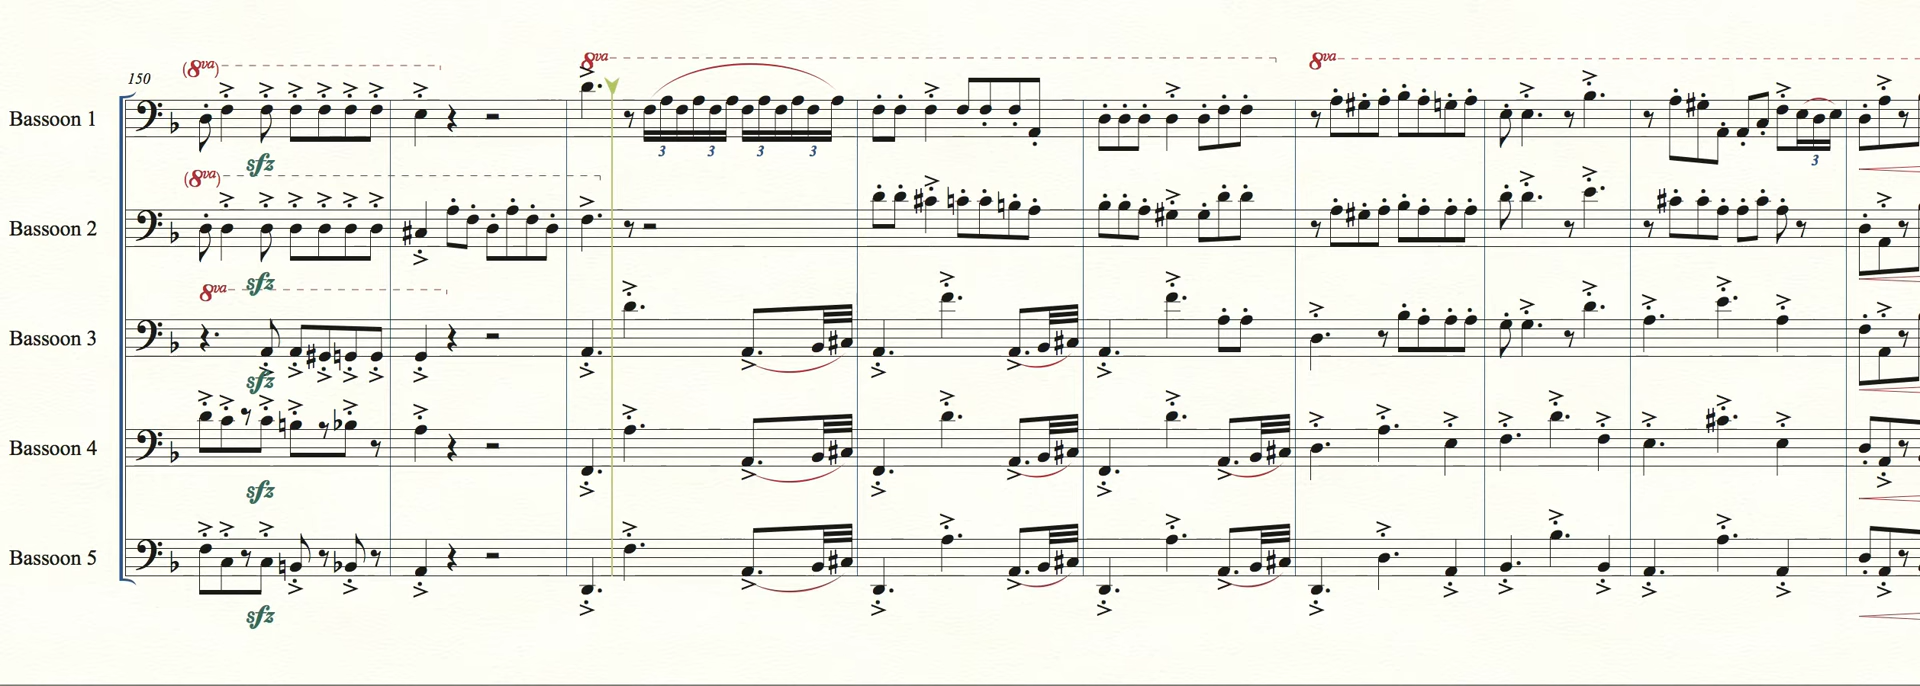 8va 8va
150 (8va)
Bassoon 1
3 3 3 3 3
sfz
(8va)
Bassoon 2
sfz
8va
Bassoon 3
sfz
Bassoon 4
sfz
Bassoon 5
sfz